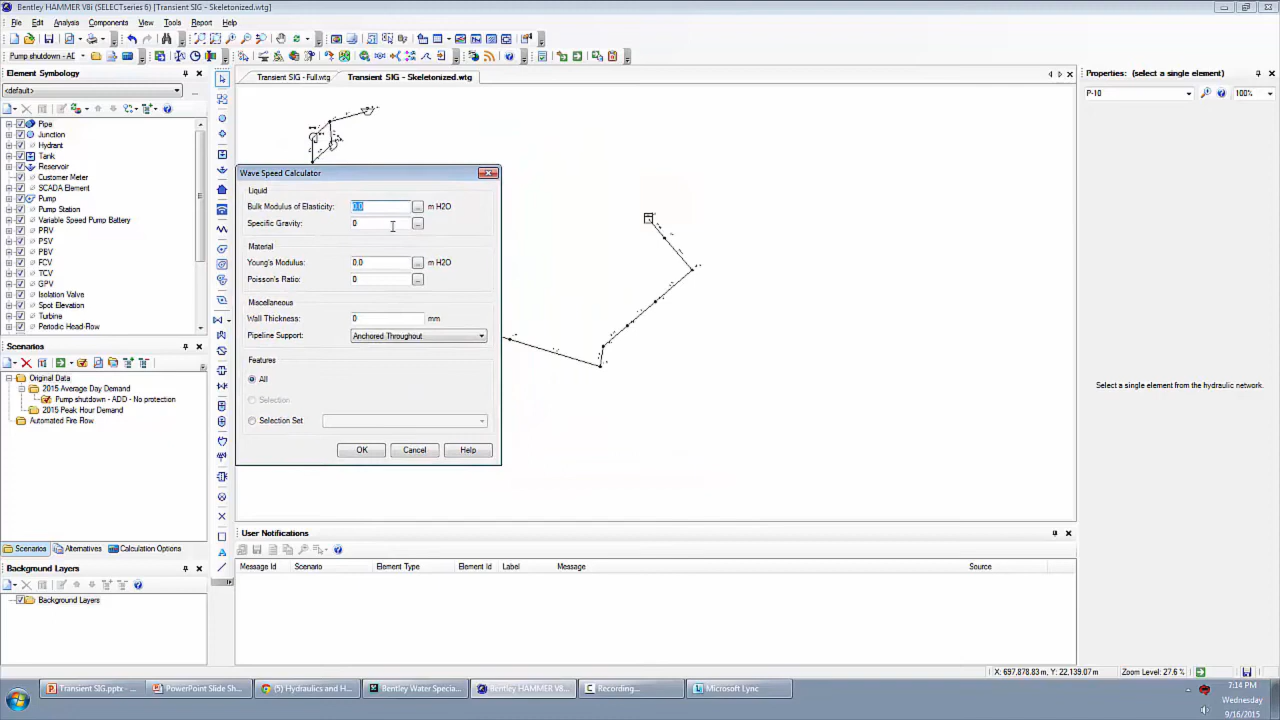 Bentley HAMMER V8i (SELECTseries 6) [Transient SIG - Skeletonized.wtg]
File Edit Analysis Components View Tools Report Help
Pump shutdown - AD
Element Symbology
<default>
Pipe
Junction
Hydrant
Tank
Reservoir
Customer Meter
SCADA Element
Pump
Pump Station
Variable Speed Pump Battery
PRV
PSV
PBV
FCV
TCV
GPV
Isolation Valve
Spot Elevation
Turbine
Periodic Head-Flow
Scenarios
Original Data
2015 Average Day Demand
Pump shutdown - ADD - No protection
2015 Peak Hour Demand
Automated Fire Flow
Scenarios Alternatives Calculation Options
Background Layers
Background Layers
Transient SIG - Full.wtg Transient SIG - Skeletonized.wtg
Wave Speed Calculator
Liquid
Bulk Modulus of Elasticity: 0.0 ... m H2O
Specific Gravity: 0 ...
Material
Young's Modulus: 0.0 ... m H2O
Poisson's Ratio: 0 ...
Miscellaneous
Wall Thickness: 0 mm
Pipeline Support: Anchored Throughout
Features
All
Selection
Selection Set
OK Cancel Help
User Notifications
Message Id Scenario Element Type Element Id Label Message Source
Properties: (select a single element)
P-10 100%
Select a single element from the hydraulic network.
X: 697,878.83 m, Y: 22,139.07 m Zoom Level: 27.6 %
Transient SIG.pptx - ... PowerPoint Slide Sh... (5) Hydraulics and H... Bentley Water Specia... Bentley HAMMER V8i... Recording... Microsoft Lync
7:14 PM
Wednesday
9/16/2015